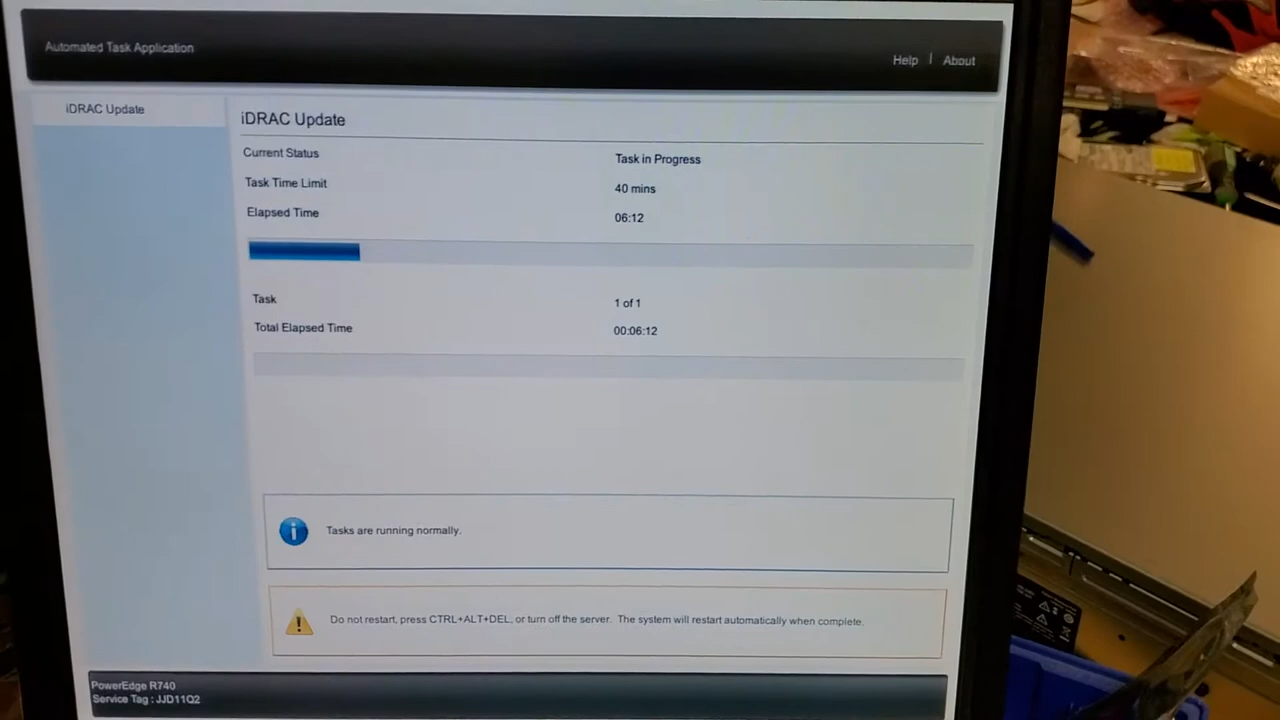 Automated Task Application
Help | About
iDRAC Update
iDRAC Update
Current Status Task in Progress
Task Time Limit 40 mins
Elapsed Time 06:12
Task 1 of 1
Total Elapsed Time 00:06:12
Tasks are running normally.
Do not restart, press CTRL+ALT+DEL, or turn off the server. The system will restart automatically when complete.
PowerEdge R740
Service Tag : JJD11Q2